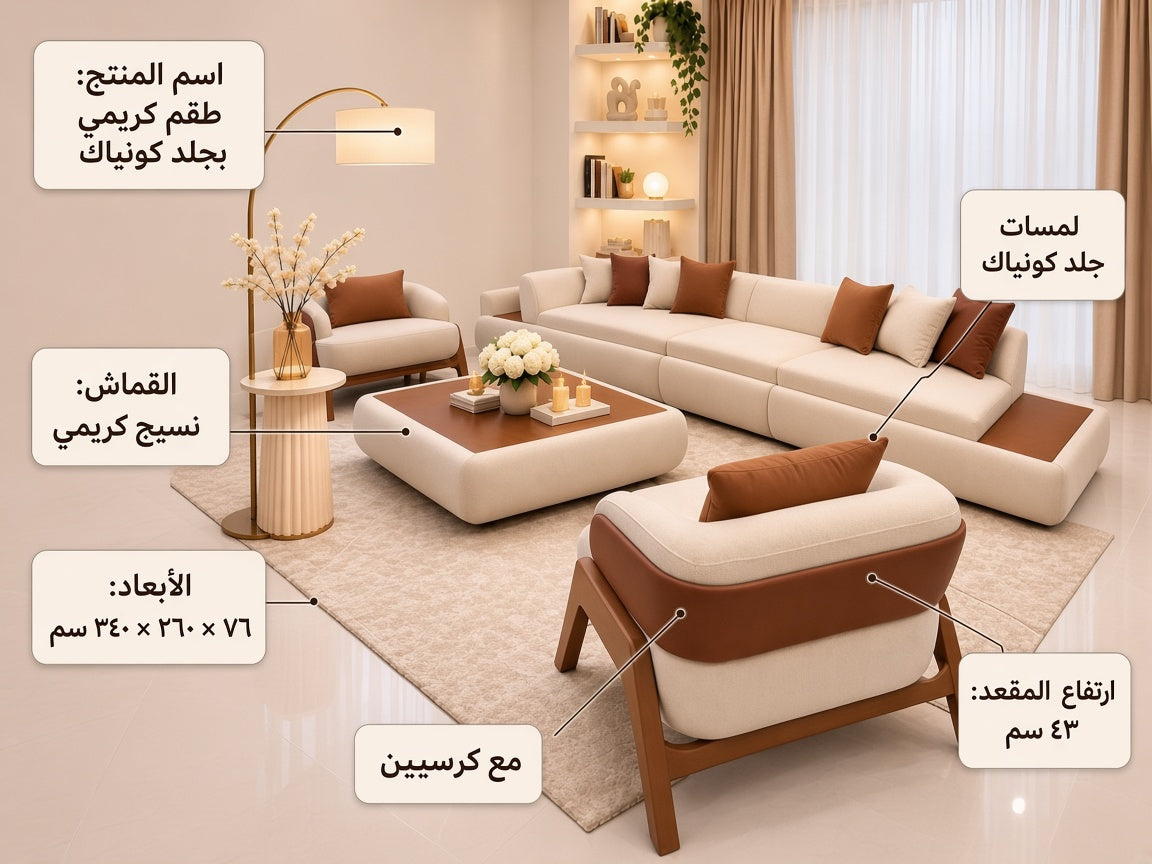 اسم المنتج:
طقم كريمي
بجلد كونياك
لمسات
جلد كونياك
القماش:
نسيج كريمي
الأبعاد:
٧٦ × ٢٦٠ × ٣٤٠ سم
ارتفاع المقعد:
٤٣ سم
مع كرسيين